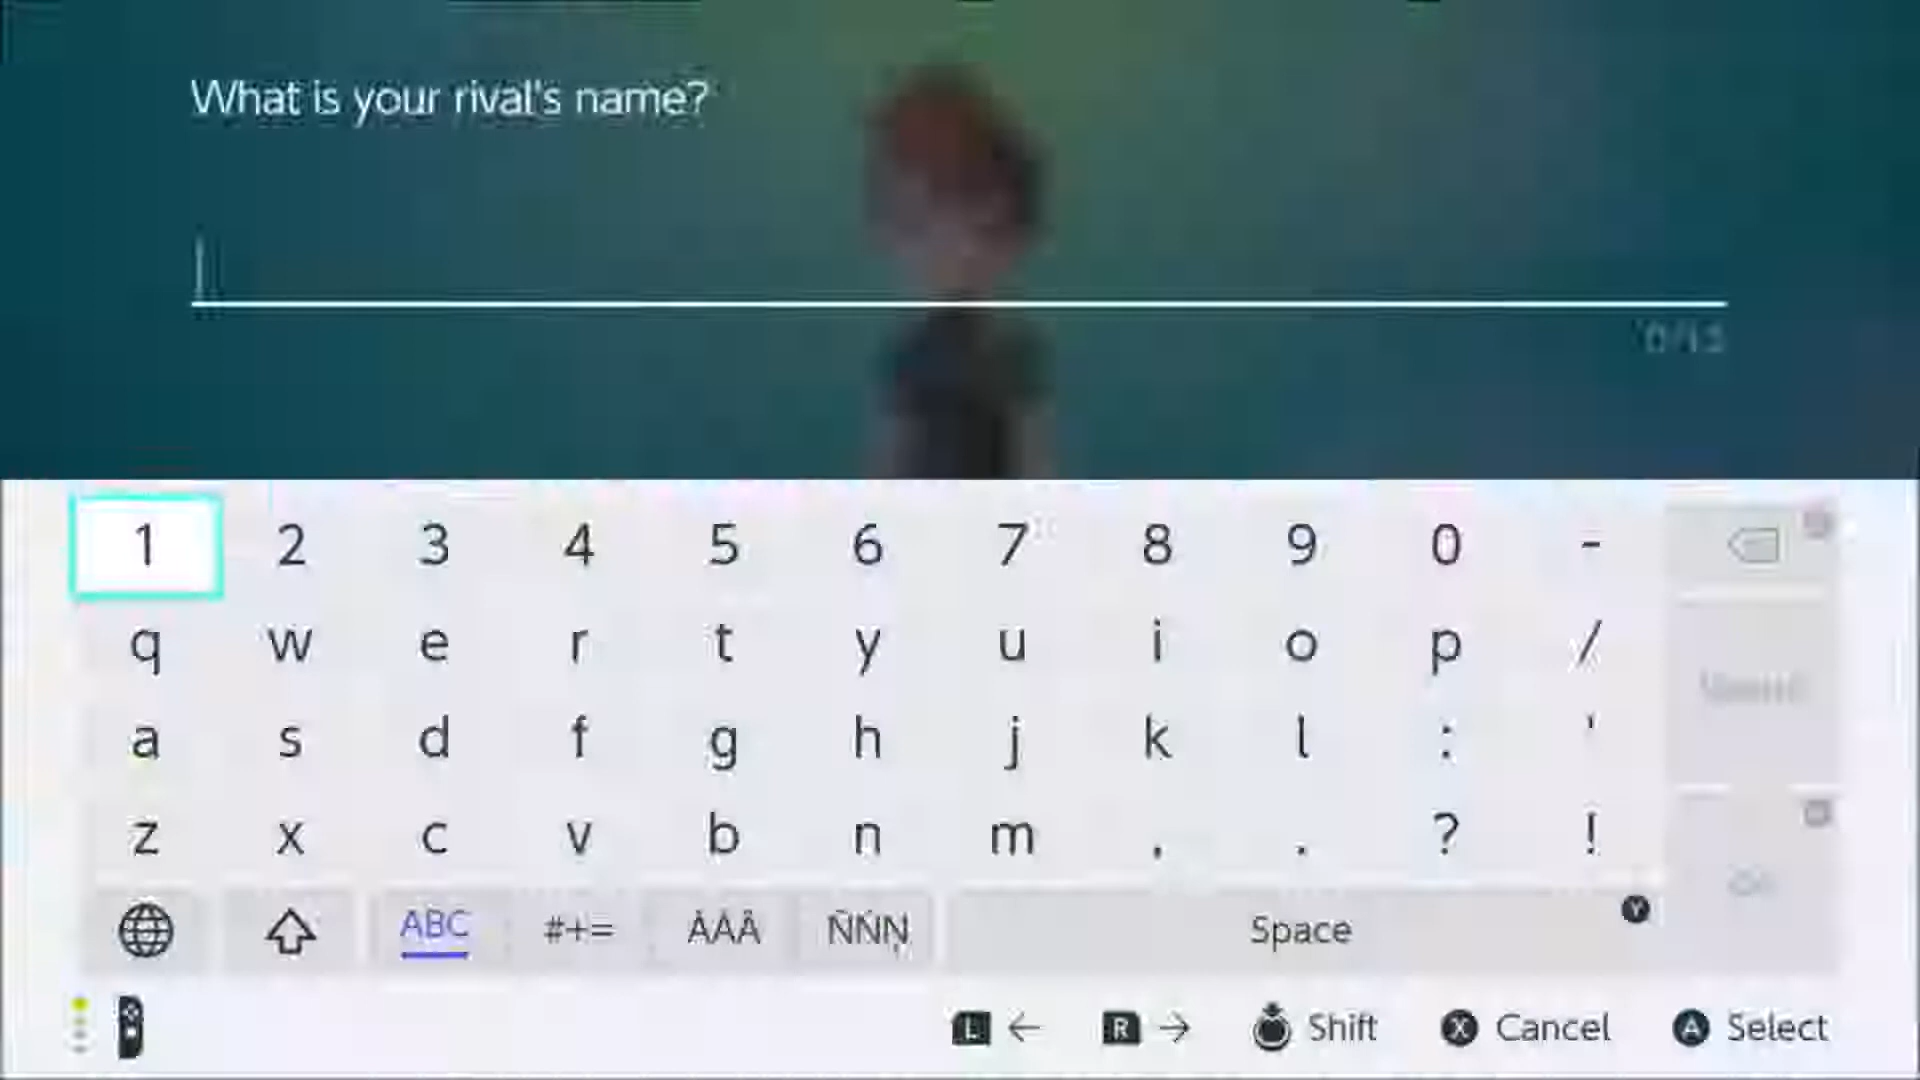 What is your rival's name?
1 2 3 4 5 6 7 8 9 0 -
q w e r t y u i o p /
a s d f g h j k l : '
z x c v b n m , . ? !
ABC #+= ÀÁÂ ÑŃŅ Space Y
L ← R → Shift X Cancel A Select